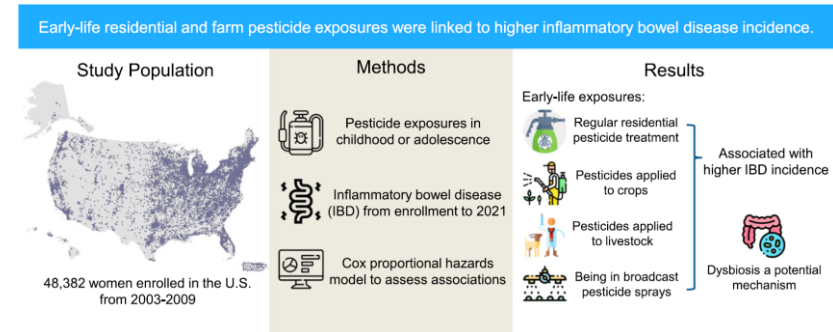 Early-life residential and farm pesticide exposures were linked to higher inflammatory bowel disease incidence.
Study Population
48,382 women enrolled in the U.S.
from 2003-2009
Methods
Pesticide exposures in
childhood or adolescence
Inflammatory bowel disease
(IBD) from enrollment to 2021
Cox proportional hazards
model to assess associations
Results
Early-life exposures:
Regular residential
pesticide treatment
Pesticides applied
to crops
Pesticides applied
to livestock
Being in broadcast
pesticide sprays
Associated with
higher IBD incidence
Dysbiosis a potential
mechanism